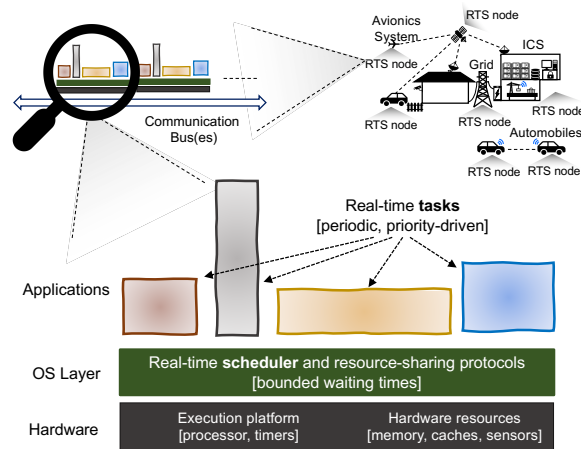 RTS node
Avionics
System
ICS
RTS node
Grid
Communication
Bus(es)
RTS node
RTS node
RTS node
Automobiles
RTS node
RTS node
Real-time tasks
[periodic, priority-driven]
Applications
OS Layer
Real-time scheduler and resource-sharing protocols
[bounded waiting times]
Hardware
Execution platform
[processor, timers]
Hardware resources
[memory, caches, sensors]